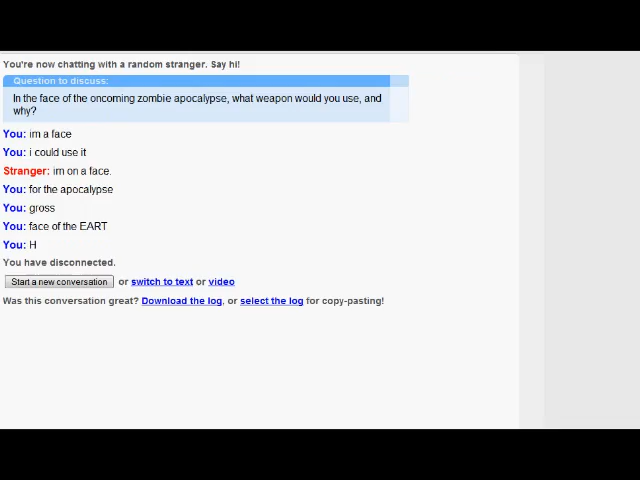 You're now chatting with a random stranger. Say hi!
Question to discuss:
In the face of the oncoming zombie apocalypse, what weapon would you use, and
why?
You: im a face
You: i could use it
Stranger: im on a face.
You: for the apocalypse
You: gross
You: face of the EART
You: H
You have disconnected.
Start a new conversation or switch to text or video
Was this conversation great? Download the log, or select the log for copy-pasting!